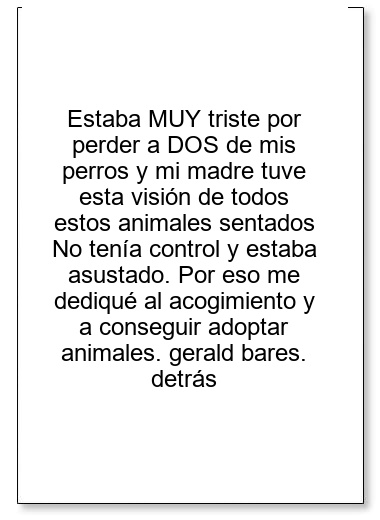 Estaba MUY triste por
perder a DOS de mis
perros y mi madre tuve
esta visión de todos
estos animales sentados
No tenía control y estaba
asustado. Por eso me
dediqué al acogimiento y
a conseguir adoptar
animales. gerald bares.
detrás